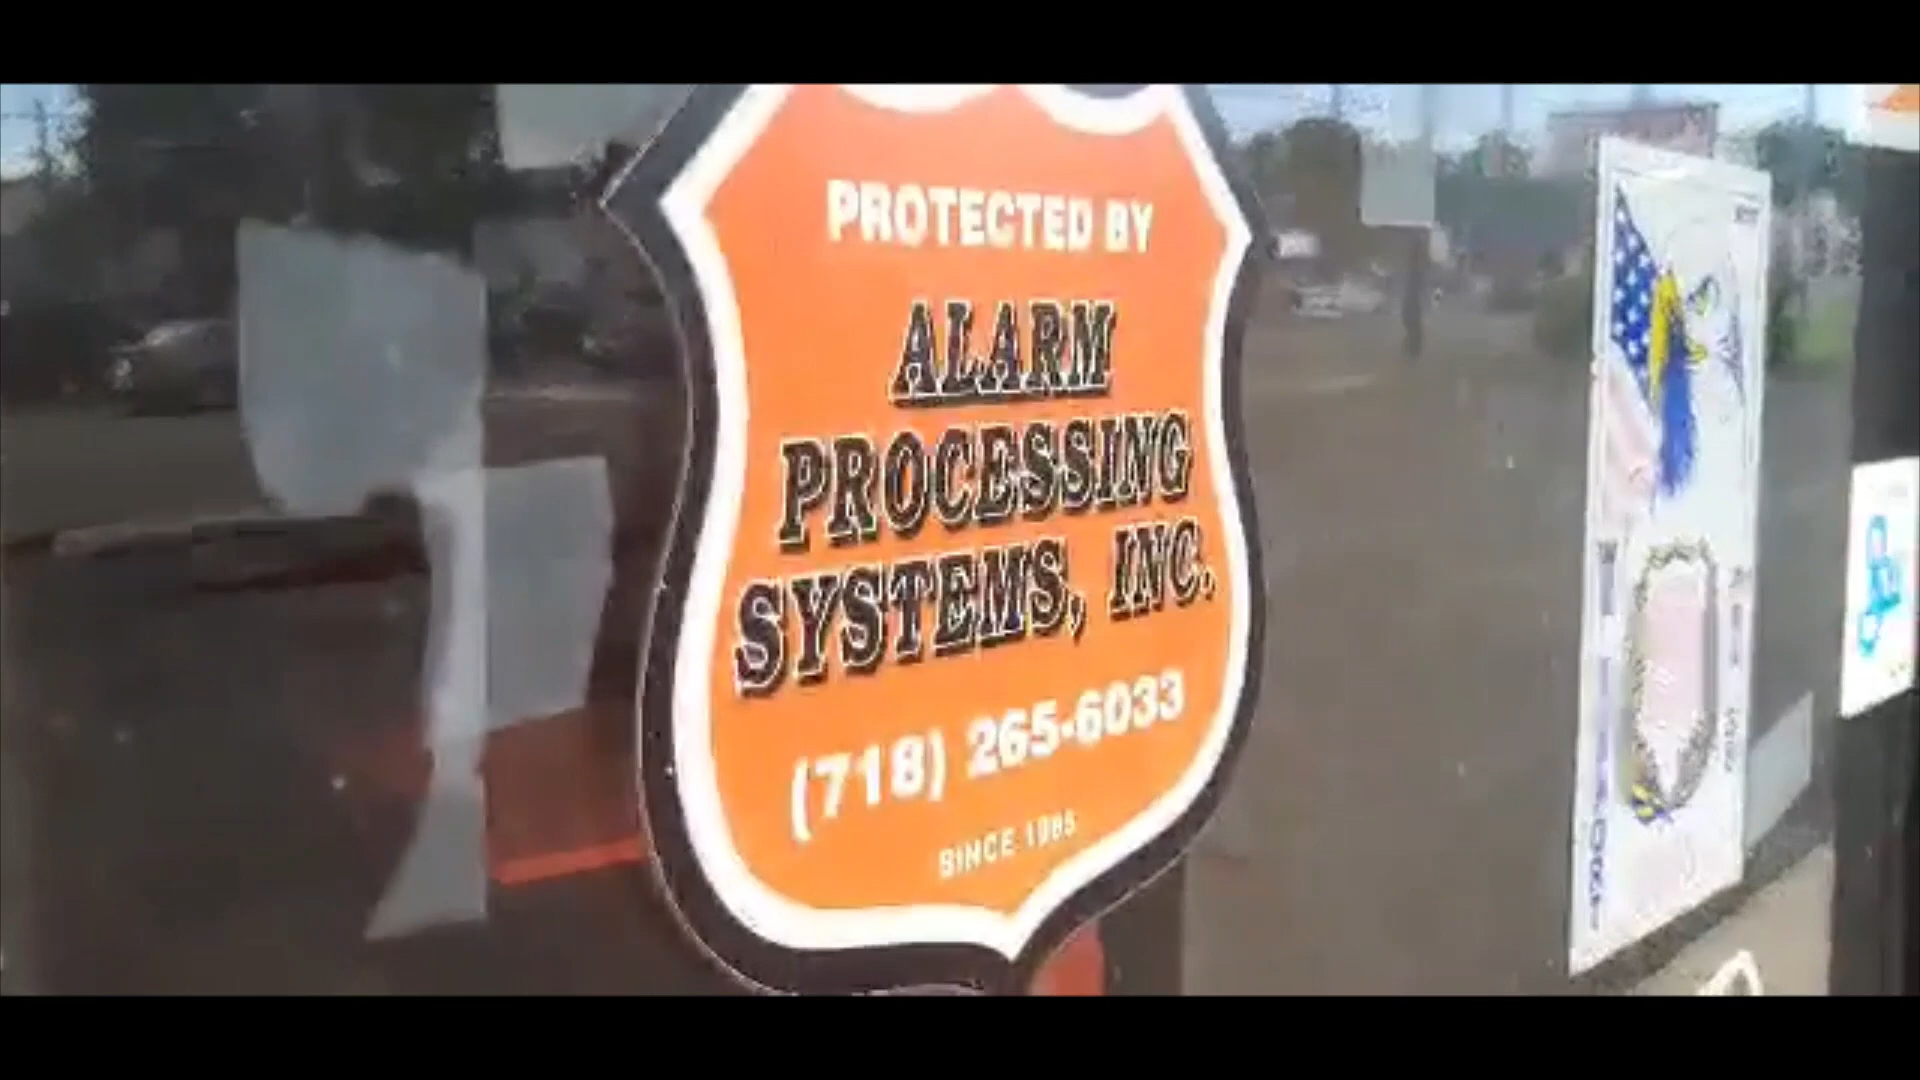 PROTECTED BY
ALARM
PROCESSING
SYSTEMS, INC.
(718) 265-6033
SINCE 1985